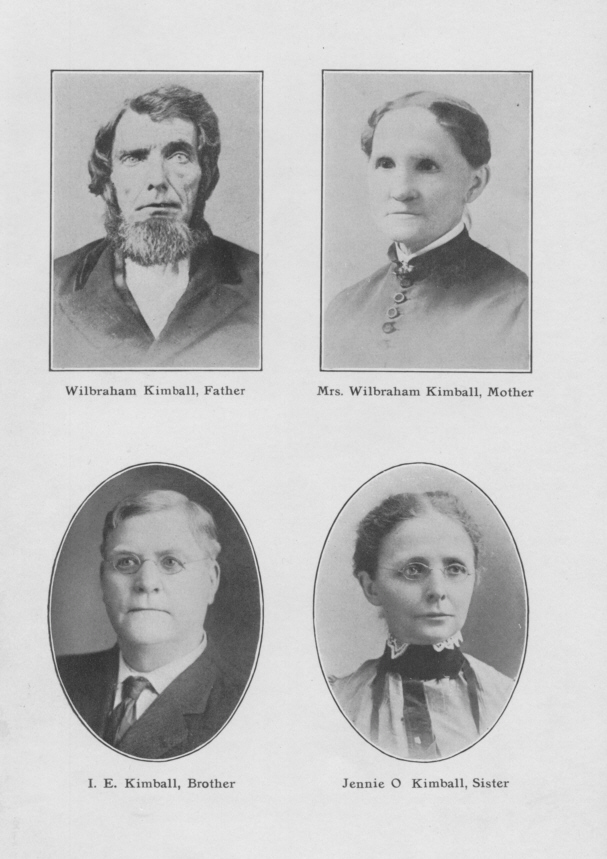 Wilbraham Kimball, Father
Mrs. Wilbraham Kimball, Mother
I. E. Kimball, Brother
Jennie O Kimball, Sister